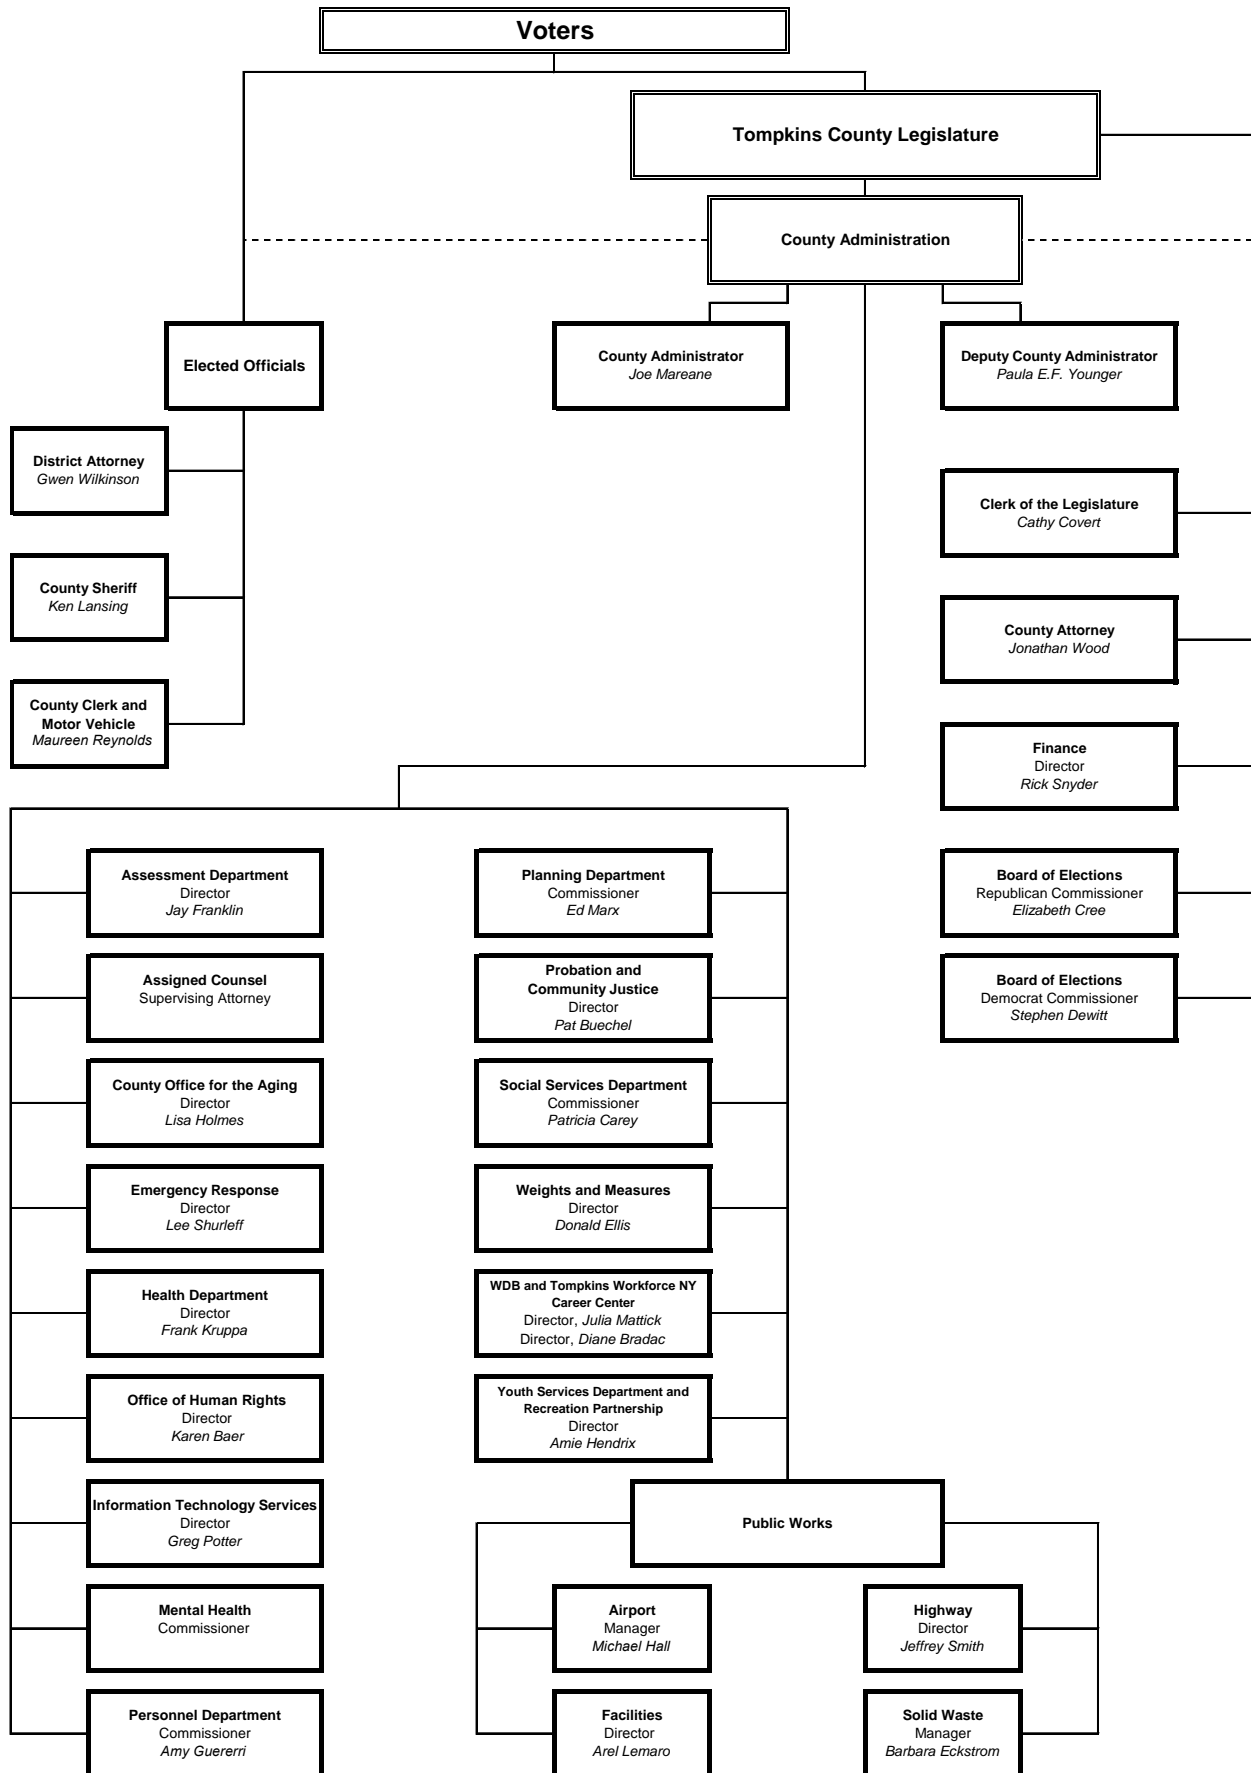 Voters
Tompkins County Legislature
County Administration
Elected Officials
County Administrator
Joe Mareane
Deputy County Administrator
Paula E.F. Younger
District Attorney
Gwen Wilkinson
County Sheriff
Ken Lansing
County Clerk and
Motor Vehicle
Maureen Reynolds
Clerk of the Legislature
Cathy Covert
County Attorney
Jonathan Wood
Finance
Director
Rick Snyder
Board of Elections
Republican Commissioner
Elizabeth Cree
Board of Elections
Democrat Commissioner
Stephen Dewitt
Assessment Department
Director
Jay Franklin
Assigned Counsel
Supervising Attorney
County Office for the Aging
Director
Lisa Holmes
Emergency Response
Director
Lee Shurleff
Health Department
Director
Frank Kruppa
Office of Human Rights
Director
Karen Baer
Information Technology Services
Director
Greg Potter
Mental Health
Commissioner
Personnel Department
Commissioner
Amy Guererri
Planning Department
Commissioner
Ed Marx
Probation and
Community Justice
Director
Pat Buechel
Social Services Department
Commissioner
Patricia Carey
Weights and Measures
Director
Donald Ellis
WDB and Tompkins Workforce NY
Career Center
Director, Julia Mattick
Director, Diane Bradac
Youth Services Department and
Recreation Partnership
Director
Amie Hendrix
Public Works
Airport
Manager
Michael Hall
Highway
Director
Jeffrey Smith
Facilities
Director
Arel Lemaro
Solid Waste
Manager
Barbara Eckstrom